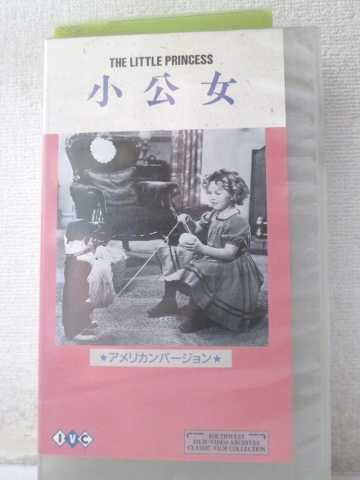 THE LITTLE PRINCESS
小公女
★アメリカンバージョン★
IVC
SOUTHWEST
FILM/VIDEO ARCHIVES
CLASSIC FILM COLLECTION